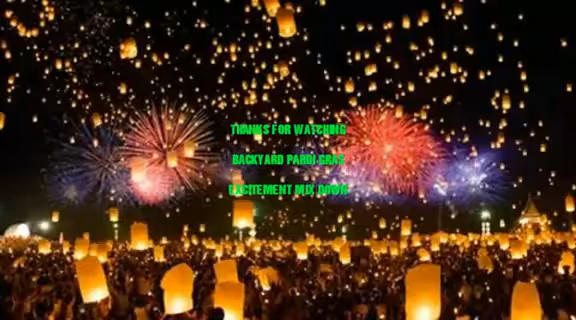 THANKS FOR WATCHING
BACKYARD PARDI GRAS
EXCITEMENT MIX DOWN